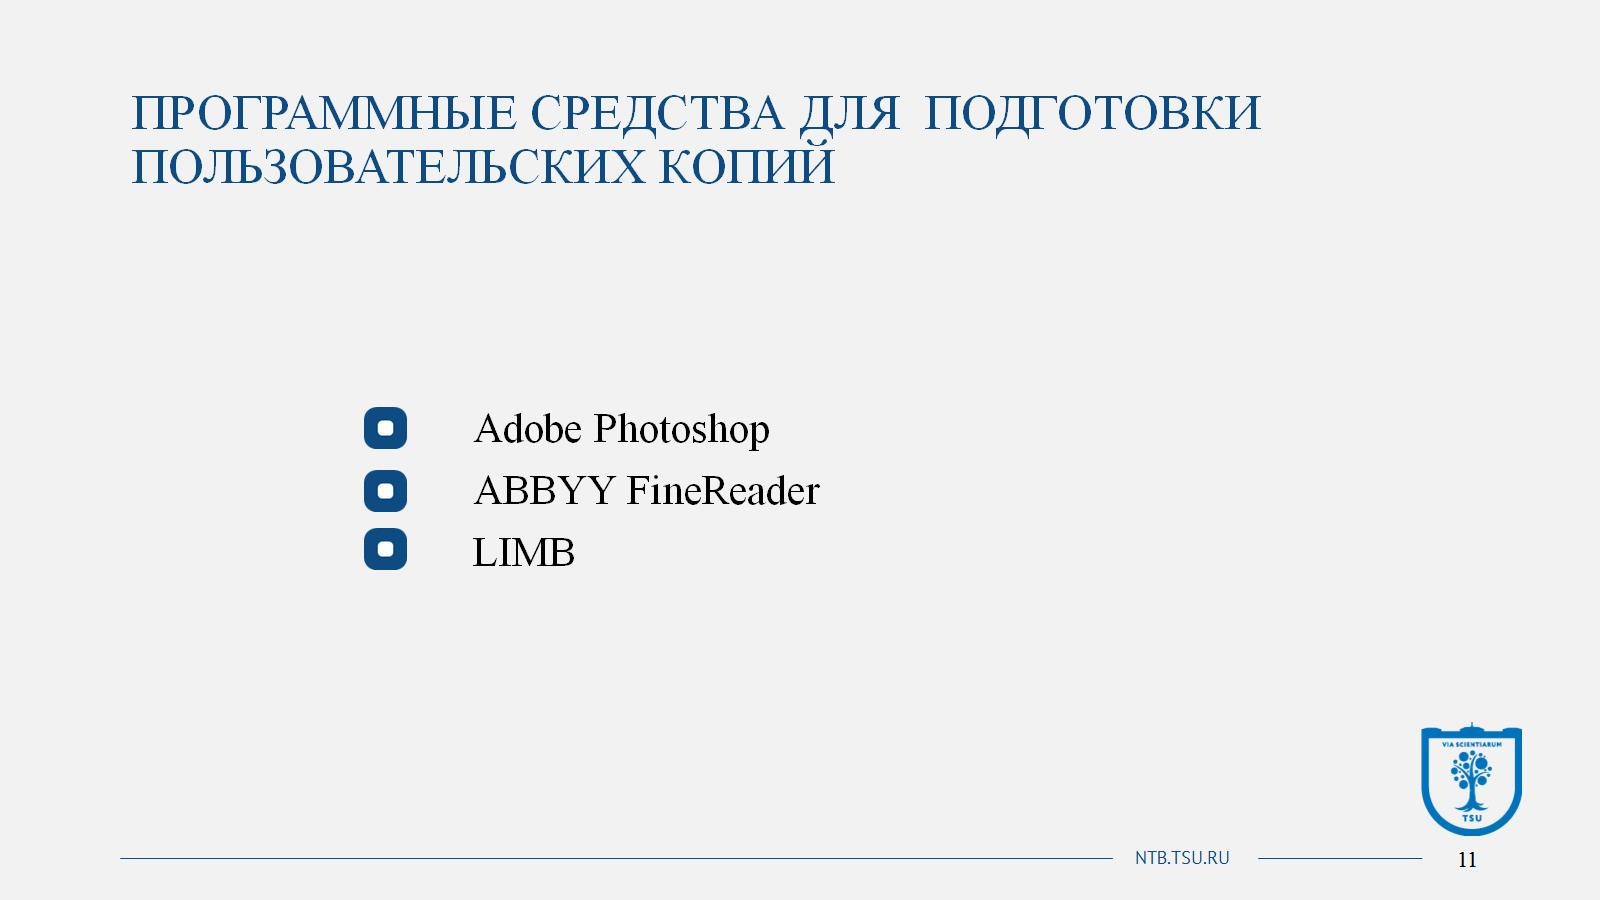 ПРОГРАММНЫЕ СРЕДСТВА ДЛЯ  ПОДГОТОВКИ
ПОЛЬЗОВАТЕЛЬСКИХ КОПИЙ
Adobe Photoshop
ABBYY FineReader
LIMB
VIA SCIENTIARUM
TSU
NTB.TSU.RU
11